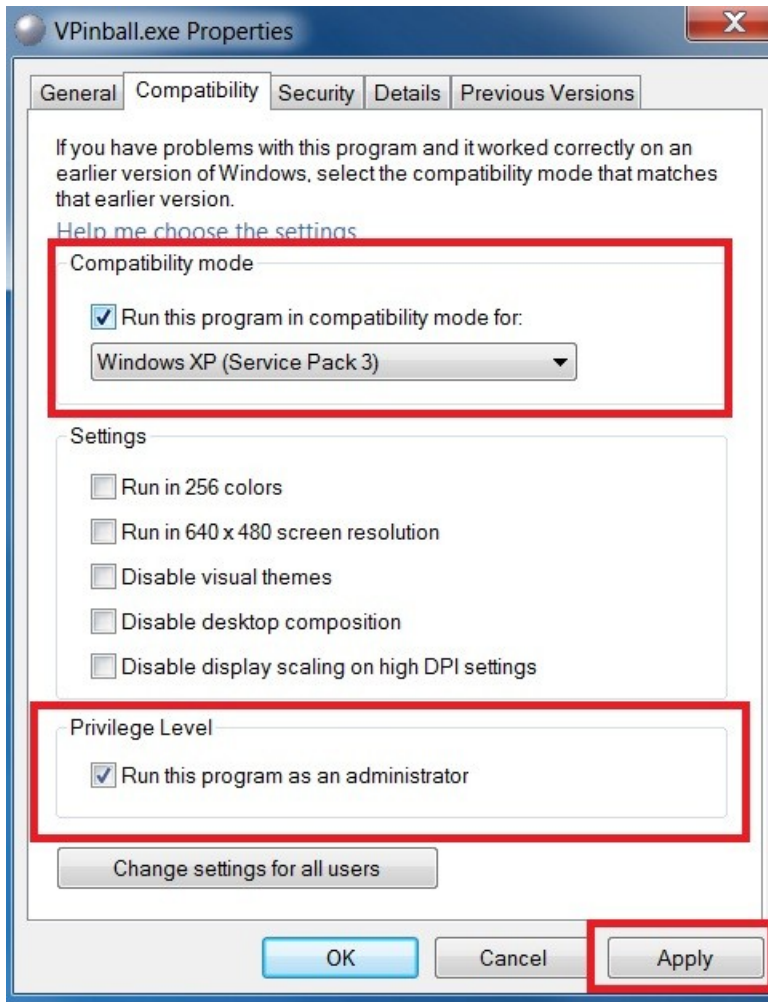 VPinball.exe Properties
General Compatibility Security Details Previous Versions
If you have problems with this program and it worked correctly on an
earlier version of Windows, select the compatibility mode that matches
that earlier version.
Help me choose the settings
Compatibility mode
Run this program in compatibility mode for:
Windows XP (Service Pack 3)
Settings
Run in 256 colors
Run in 640 x 480 screen resolution
Disable visual themes
Disable desktop composition
Disable display scaling on high DPI settings
Privilege Level
Run this program as an administrator
Change settings for all users
OK Cancel Apply